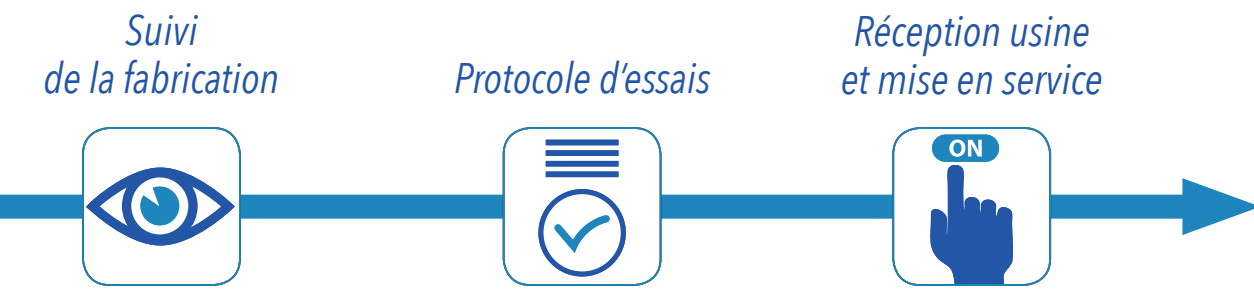 Suivi
de la fabrication
Protocole d'essais
Réception usine
et mise en service
ON